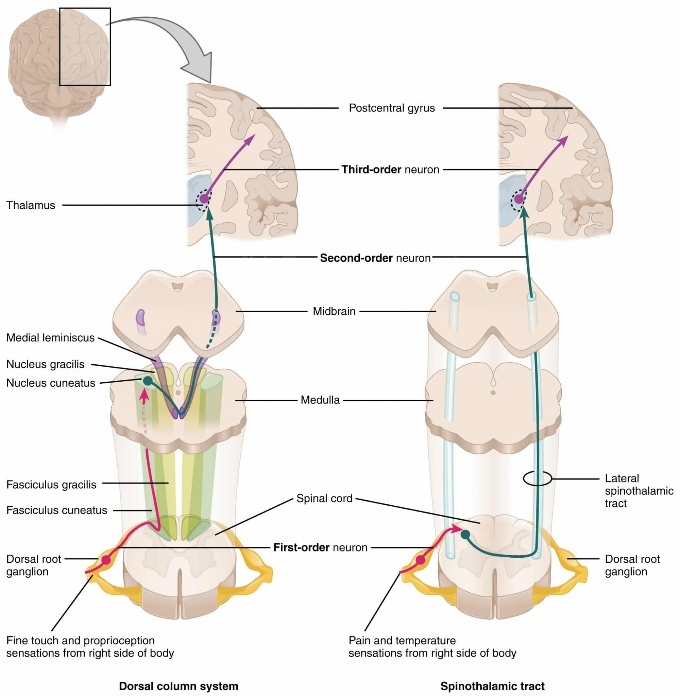 Postcentral gyrus
Third-order neuron
Thalamus
Second-order neuron
Midbrain
Medial leminiscus
Nucleus gracilis
Nucleus cuneatus
Medulla
Fasciculus gracilis
Fasciculus cuneatus
Spinal cord
Lateral
spinothalamic
tract
First-order neuron
Dorsal root
ganglion
Dorsal root
ganglion
Fine touch and proprioception
sensations from right side of body
Pain and temperature
sensations from right side of body
Dorsal column system
Spinothalamic tract